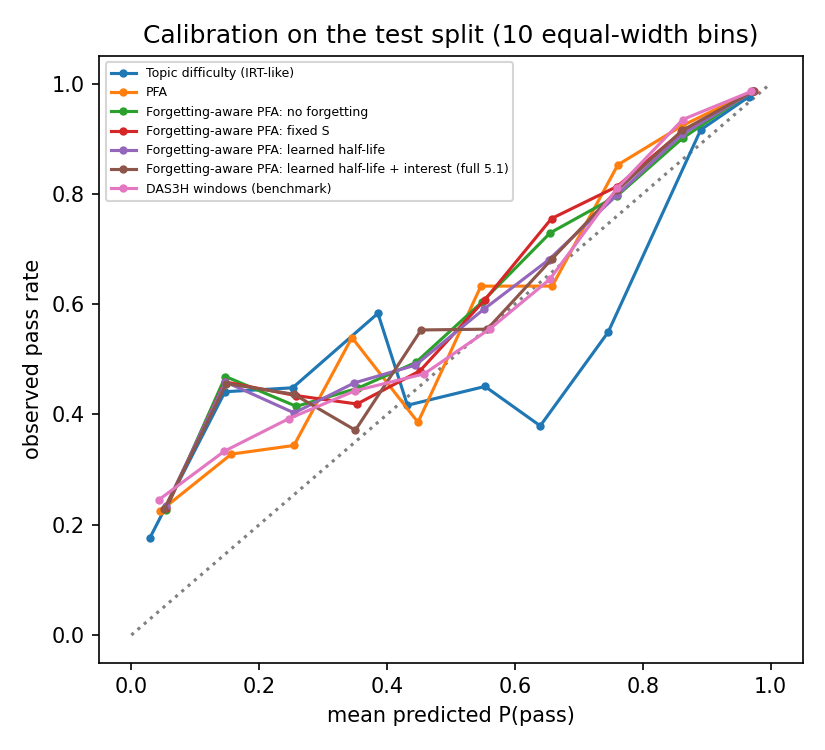 Calibration on the test split (10 equal-width bins)
Topic difficulty (IRT-like)
PFA
Forgetting-aware PFA: no forgetting
Forgetting-aware PFA: fixed S
Forgetting-aware PFA: learned half-life
Forgetting-aware PFA: learned half-life + interest (full 5.1)
DAS3H windows (benchmark)
observed pass rate
1.0
0.8
0.6
0.4
0.2
0.0
0.0 0.2 0.4 0.6 0.8 1.0
mean predicted P(pass)